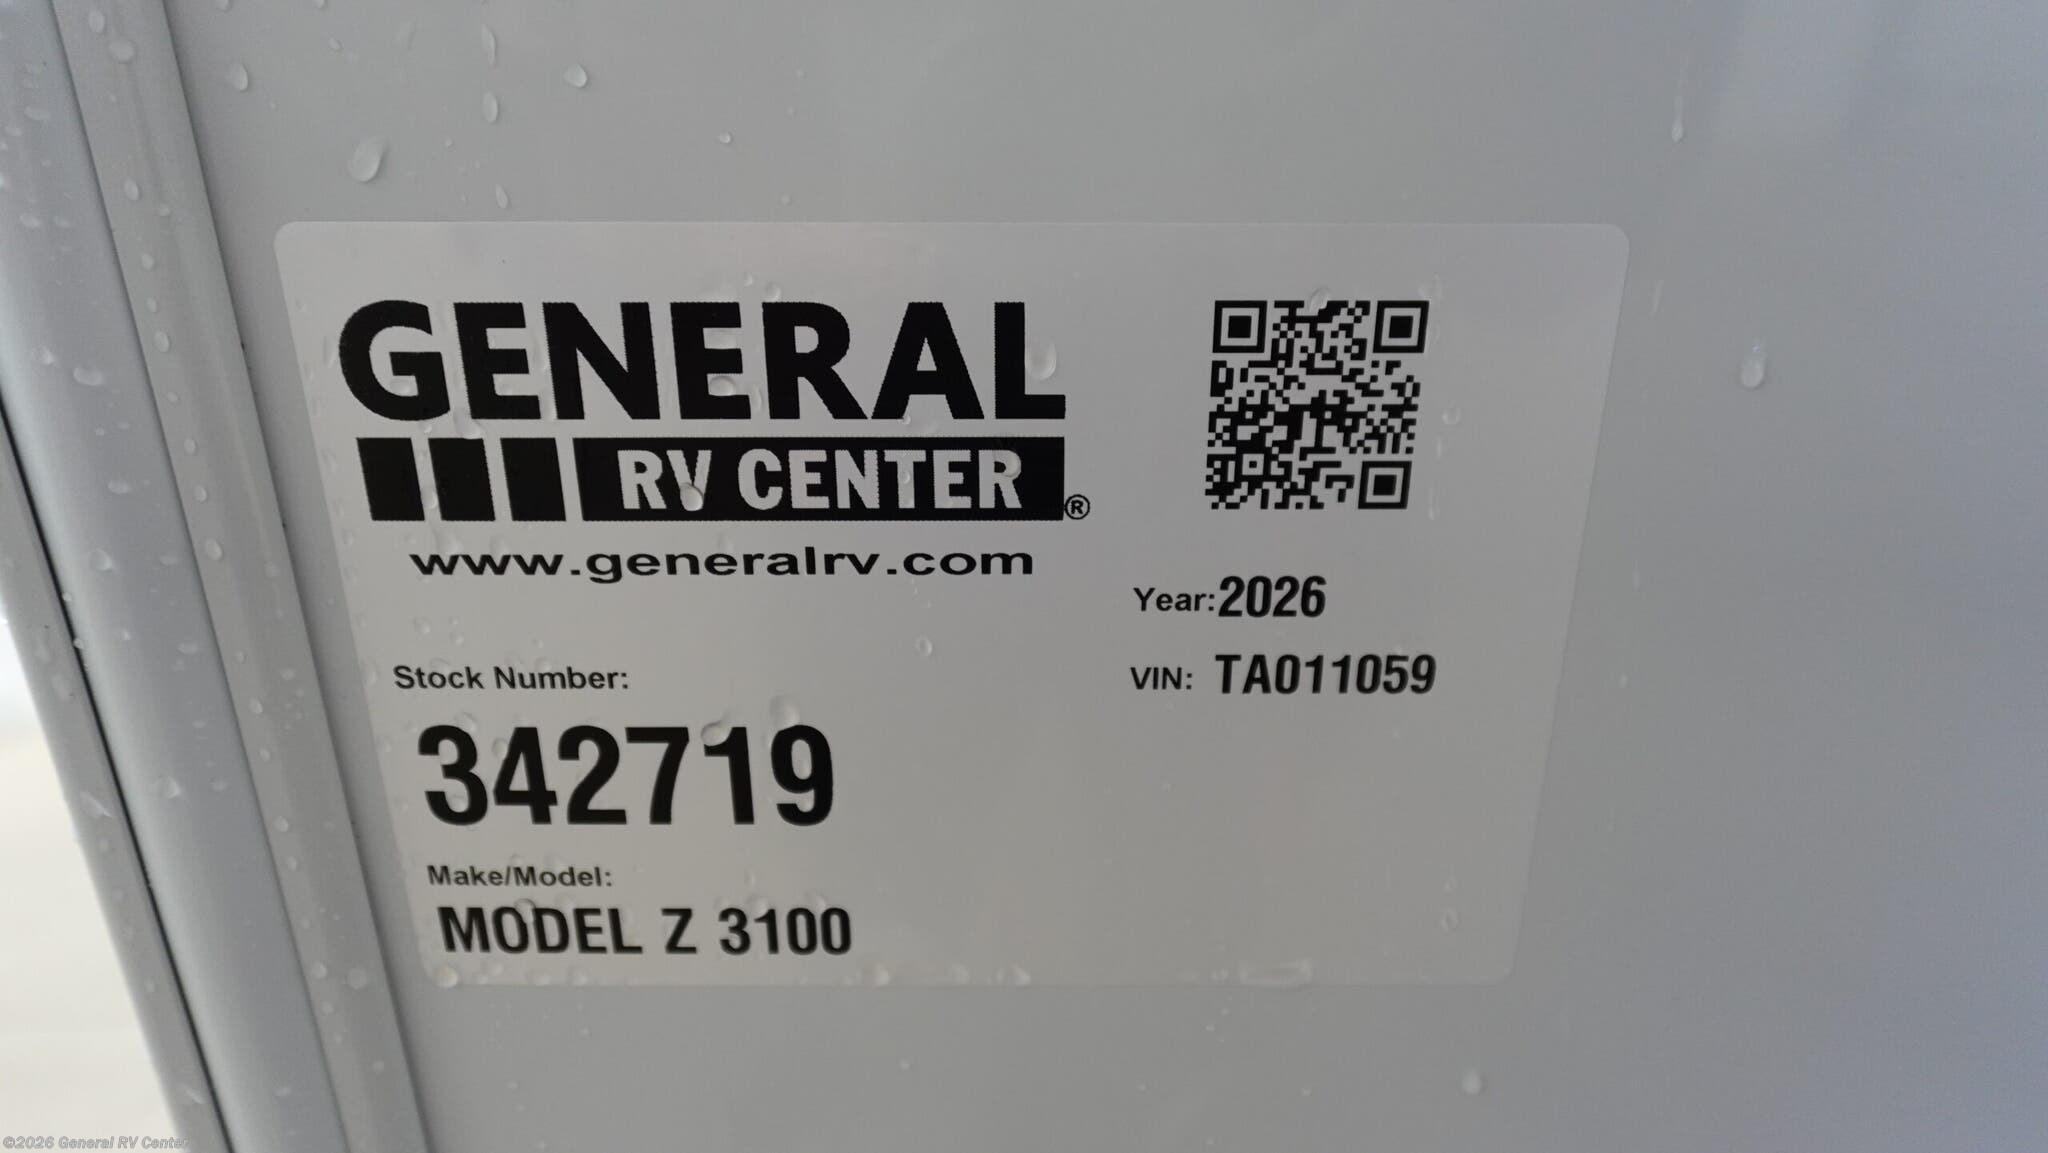 GENERAL
RV CENTER®
www.generalrv.com
Year: 2026
VIN: TA011059
Stock Number:
342719
Make/Model:
MODEL Z 3100
©2026 General RV Center